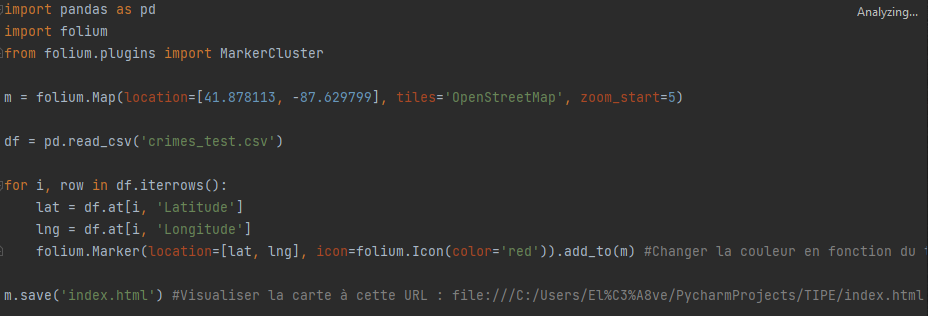 import pandas as pd
Analyzing...
import folium
from folium.plugins import MarkerCluster
m = folium.Map(location=[41.878113, -87.629799], tiles='OpenStreetMap', zoom_start=5)
df = pd.read_csv('crimes_test.csv')
for i, row in df.iterrows():
    lat = df.at[i, 'Latitude']
    lng = df.at[i, 'Longitude']
    folium.Marker(location=[lat, lng], icon=folium.Icon(color='red')).add_to(m) #Changer la couleur en fonction du
m.save('index.html') #Visualiser la carte à cette URL : file:///C:/Users/El%C3%A8ve/PycharmProjects/TIPE/index.html